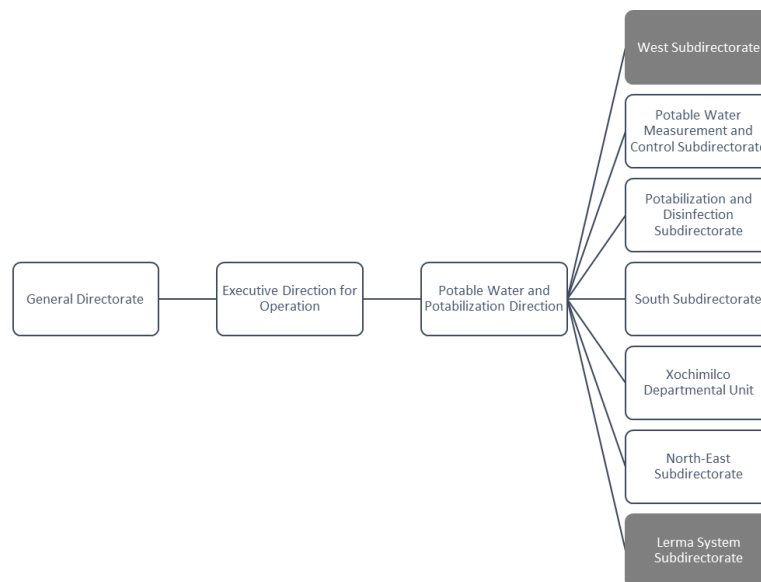 West Subdirectorate
Potable Water
Measurement and
Control Subdirectorate
Potabilization and
Disinfection
Subdirectorate
General Directorate
Executive Direction for
Operation
Potable Water and
Potabilization Direction
South Subdirectorate
Xochimilco
Departmental Unit
North-East
Subdirectorate
Lerma System
Subdirectorate